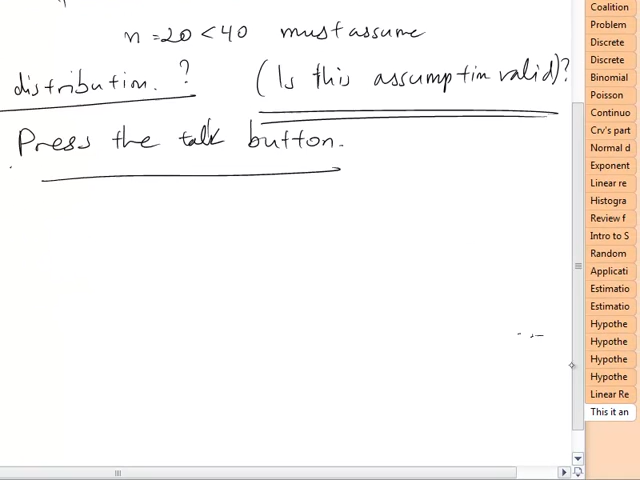 n = 20 < 40 must assume
distribution. ? (Is this assumption valid)?
Press the talk button.
Coalition
Problem
Discrete
Discrete
Binomial
Poisson
Continuo
Crv's part
Normal d
Exponent
Linear re
Histogra
Review f
Intro to S
Random
Applicati
Estimatio
Estimatio
Hypothe
Hypothe
Hypothe
Hypothe
Linear Re
This it an